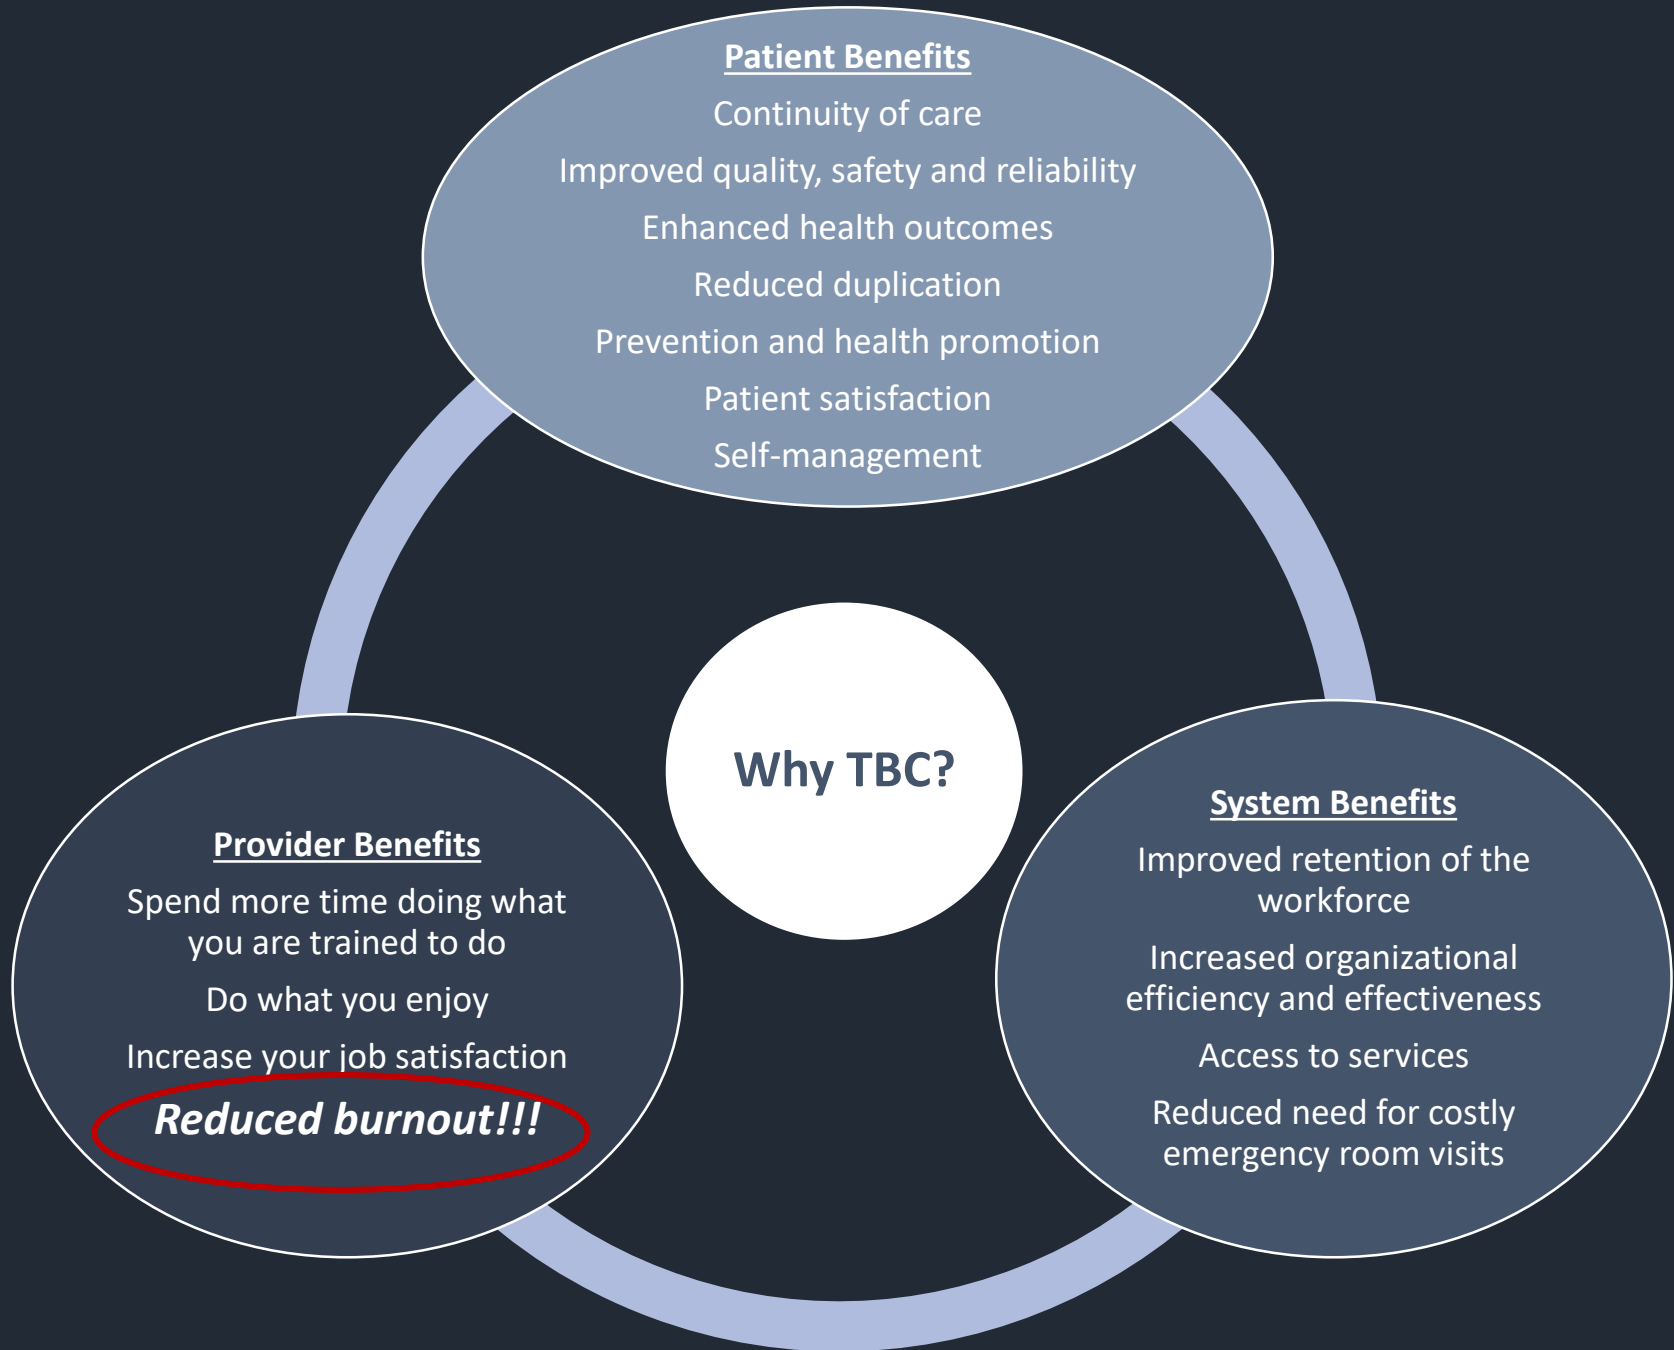 Patient Benefits
Continuity of care
Improved quality, safety and reliability
Enhanced health outcomes
Reduced duplication
Prevention and health promotion
Patient satisfaction
Self-management
Why TBC?
Provider Benefits
Spend more time doing what
you are trained to do
Do what you enjoy
Increase your job satisfaction
Reduced burnout!!!
System Benefits
Improved retention of the
workforce
Increased organizational
efficiency and effectiveness
Access to services
Reduced need for costly
emergency room visits